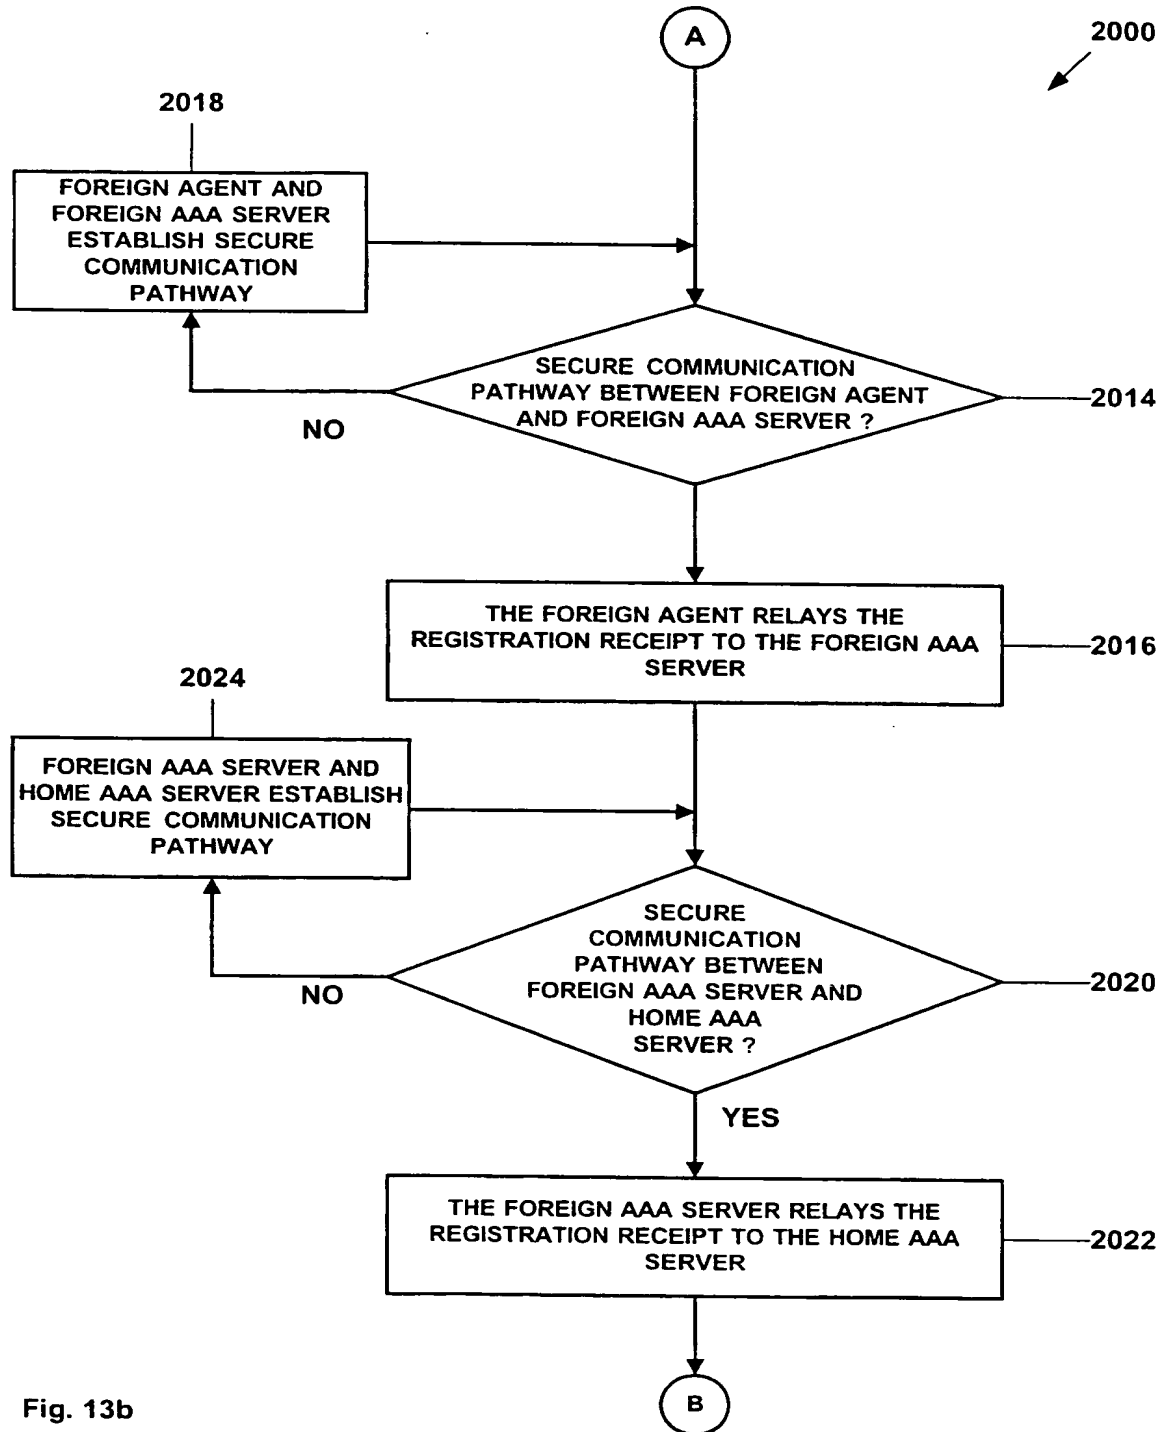 A
2000
2018
FOREIGN AGENT AND
FOREIGN AAA SERVER
ESTABLISH SECURE
COMMUNICATION
PATHWAY
SECURE COMMUNICATION
PATHWAY BETWEEN FOREIGN AGENT
AND FOREIGN AAA SERVER ?
2014
NO
THE FOREIGN AGENT RELAYS THE
REGISTRATION RECEIPT TO THE FOREIGN AAA
SERVER
2016
2024
FOREIGN AAA SERVER AND
HOME AAA SERVER ESTABLISH
SECURE COMMUNICATION
PATHWAY
SECURE
COMMUNICATION
PATHWAY BETWEEN
FOREIGN AAA SERVER AND
HOME AAA
SERVER ?
2020
NO
YES
THE FOREIGN AAA SERVER RELAYS THE
REGISTRATION RECEIPT TO THE HOME AAA
SERVER
2022
B
Fig. 13b